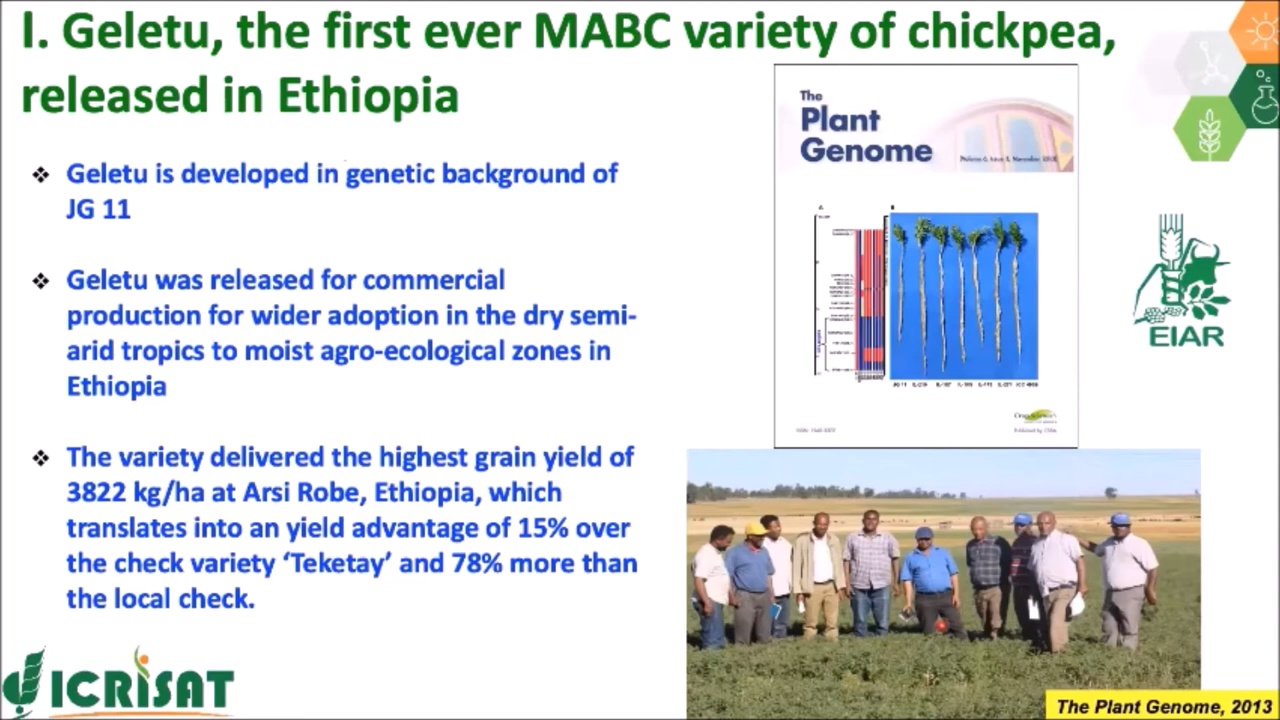 I. Geletu, the first ever MABC variety of chickpea,
released in Ethiopia
❖ Geletu is developed in genetic background of
JG 11
❖ Geletu was released for commercial
production for wider adoption in the dry semi-
arid tropics to moist agro-ecological zones in
Ethiopia
❖ The variety delivered the highest grain yield of
3822 kg/ha at Arsi Robe, Ethiopia, which
translates into an yield advantage of 15% over
the check variety ‘Teketay’ and 78% more than
the local check.
The
Plant
Genome
A B
EIAR
ICRISAT
The Plant Genome, 2013